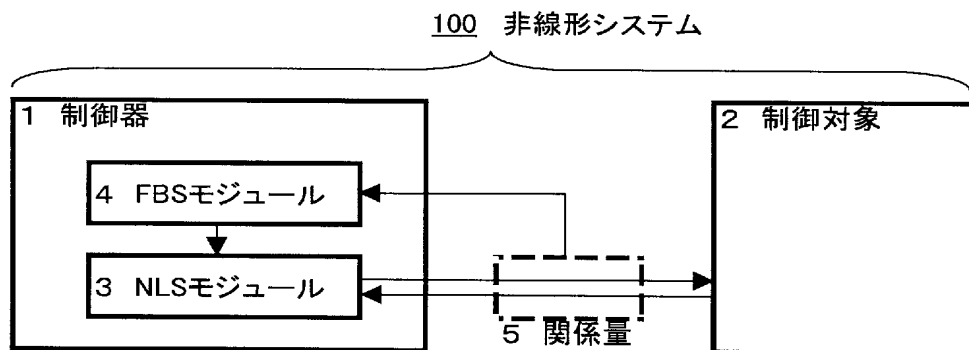 100 非線形システム
1 制御器
2 制御対象
4 FBSモジュール
3 NLSモジュール
5 関係量